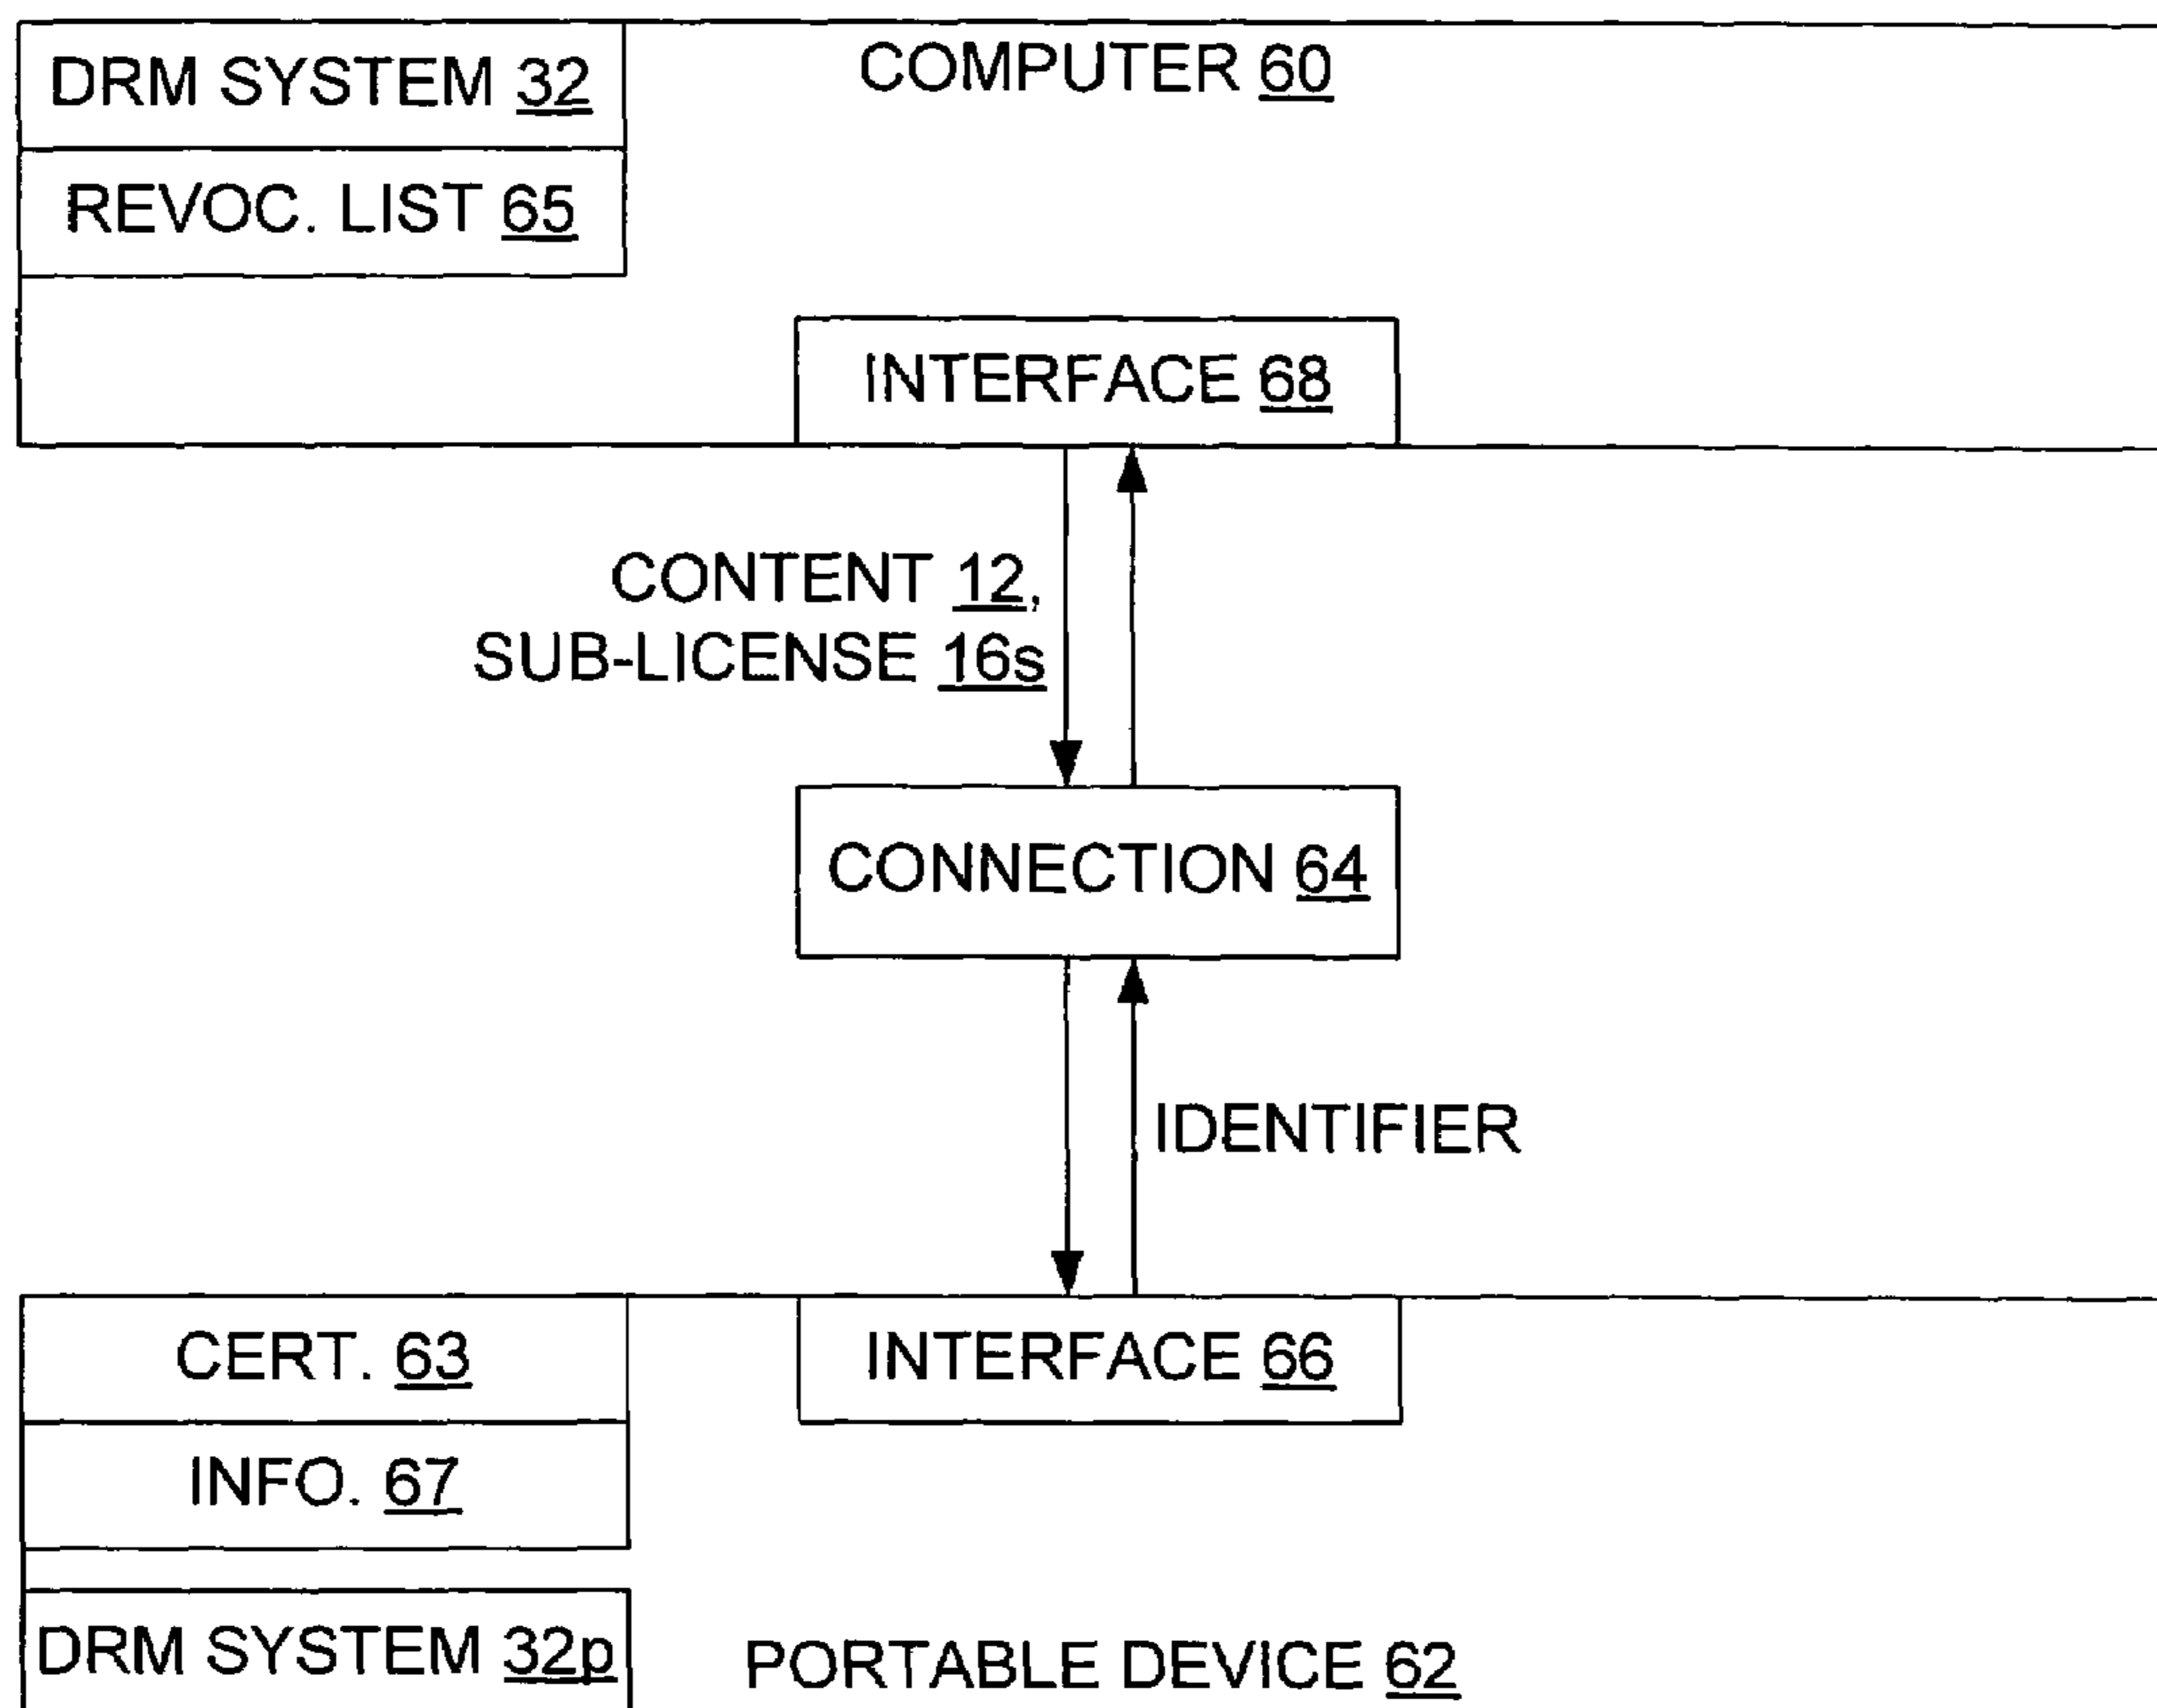 DRM SYSTEM 32
COMPUTER 60
REVOC. LIST 65
INTERFACE 68
CONTENT 12,
SUB-LICENSE 16s
CONNECTION 64
IDENTIFIER
CERT. 63
INTERFACE 66
INFO. 67
DRM SYSTEM 32p
PORTABLE DEVICE 62